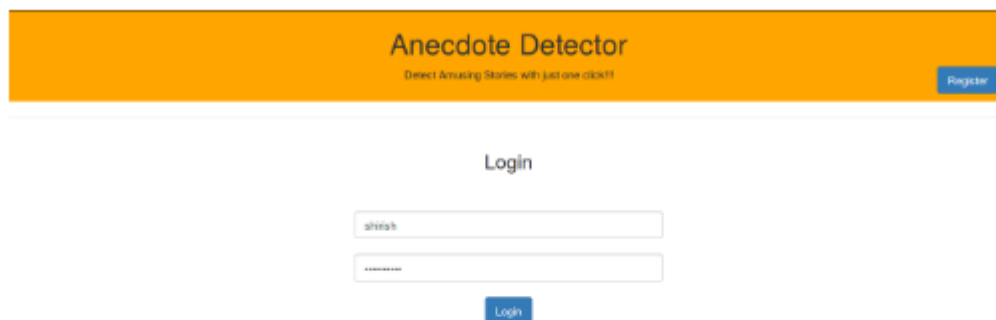 Anecdote Detector
Detect Amusing Stories with just one click!!!
Register
Login
shirish
Login